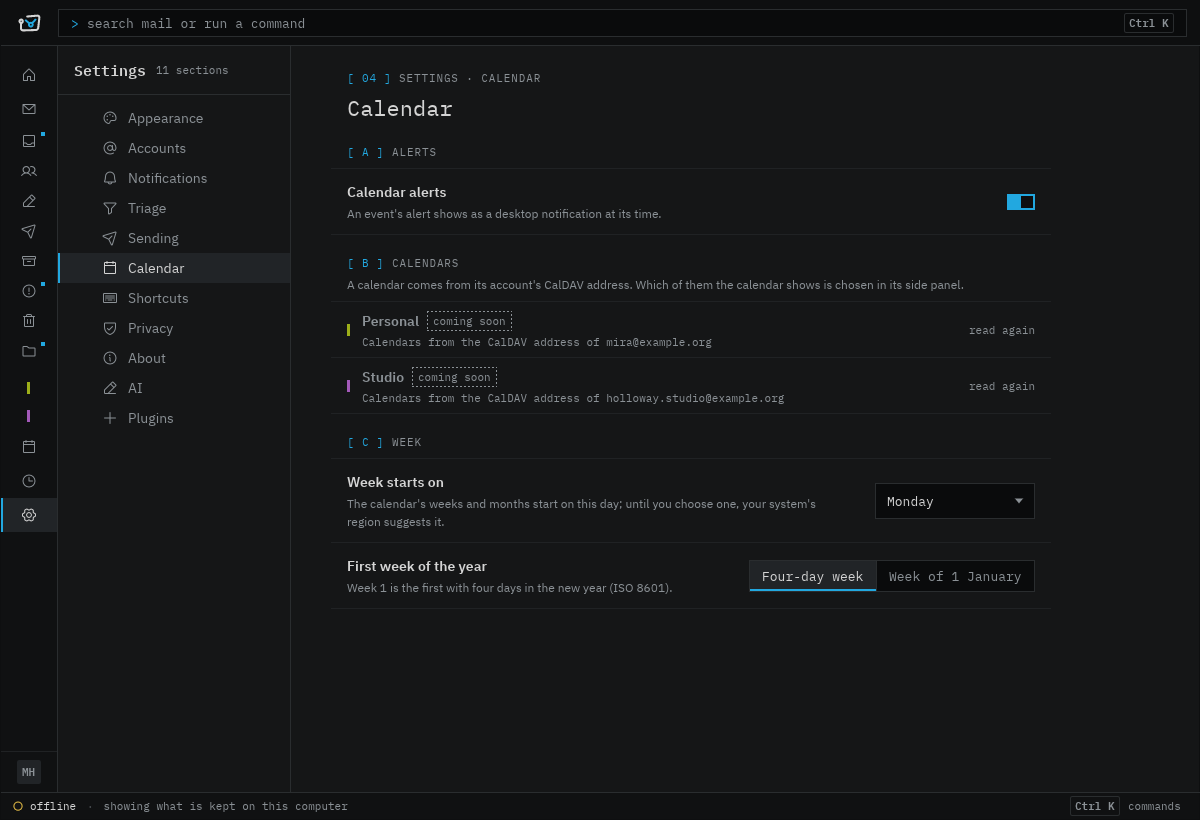 > search mail or run a command
Ctrl K
Settings 11 sections
Appearance
Accounts
Notifications
Triage
Sending
Calendar
Shortcuts
Privacy
About
AI
Plugins
[ 04 ] SETTINGS · CALENDAR
Calendar
[ A ] ALERTS
Calendar alerts
An event's alert shows as a desktop notification at its time.
[ B ] CALENDARS
A calendar comes from its account's CalDAV address. Which of them the calendar shows is chosen in its side panel.
Personal coming soon
Calendars from the CalDAV address of mira@example.org
read again
Studio coming soon
Calendars from the CalDAV address of holloway.studio@example.org
read again
[ C ] WEEK
Week starts on
The calendar's weeks and months start on this day; until you choose one, your system's
region suggests it.
Monday
First week of the year
Week 1 is the first with four days in the new year (ISO 8601).
Four-day week Week of 1 January
MH
offline · showing what is kept on this computer
Ctrl K commands